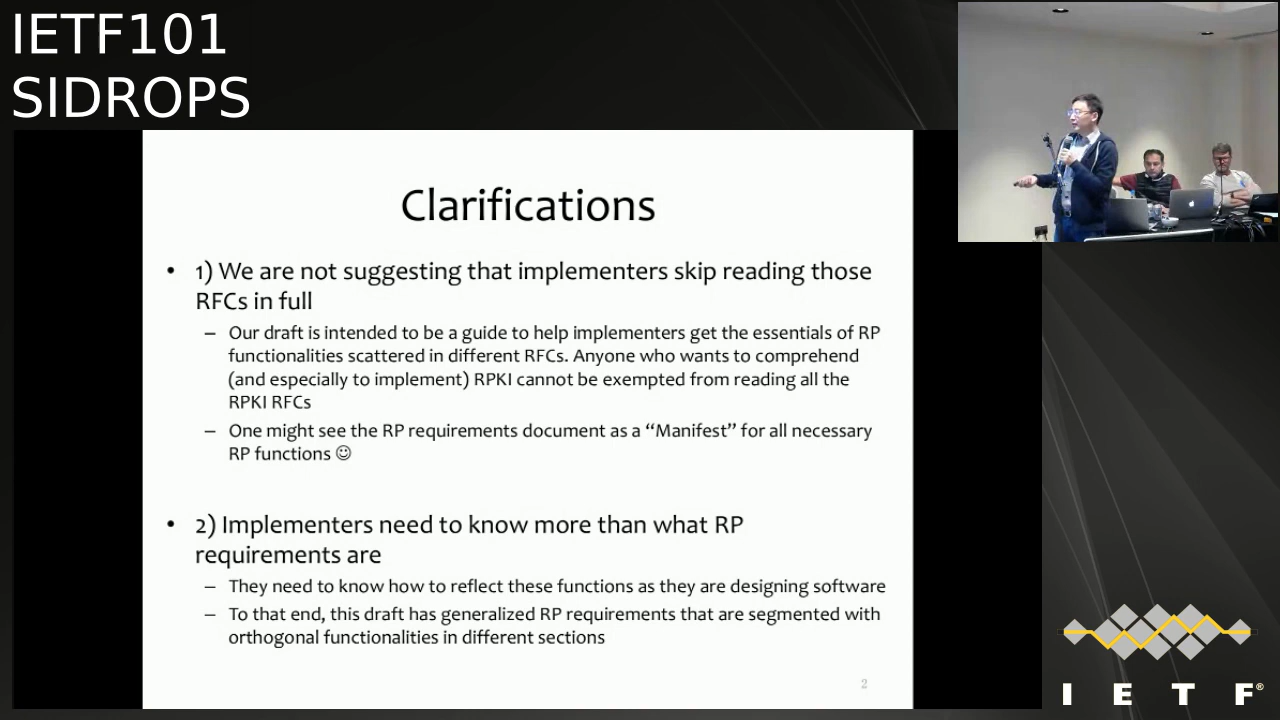 IETF101
SIDROPS
Clarifications
• 1) We are not suggesting that implementers skip reading those
RFCs in full
– Our draft is intended to be a guide to help implementers get the essentials of RP
functionalities scattered in different RFCs. Anyone who wants to comprehend
(and especially to implement) RPKI cannot be exempted from reading all the
RPKI RFCs
– One might see the RP requirements document as a “Manifest” for all necessary
RP functions ☺
• 2) Implementers need to know more than what RP
requirements are
– They need to know how to reflect these functions as they are designing software
– To that end, this draft has generalized RP requirements that are segmented with
orthogonal functionalities in different sections
2
I E T F®